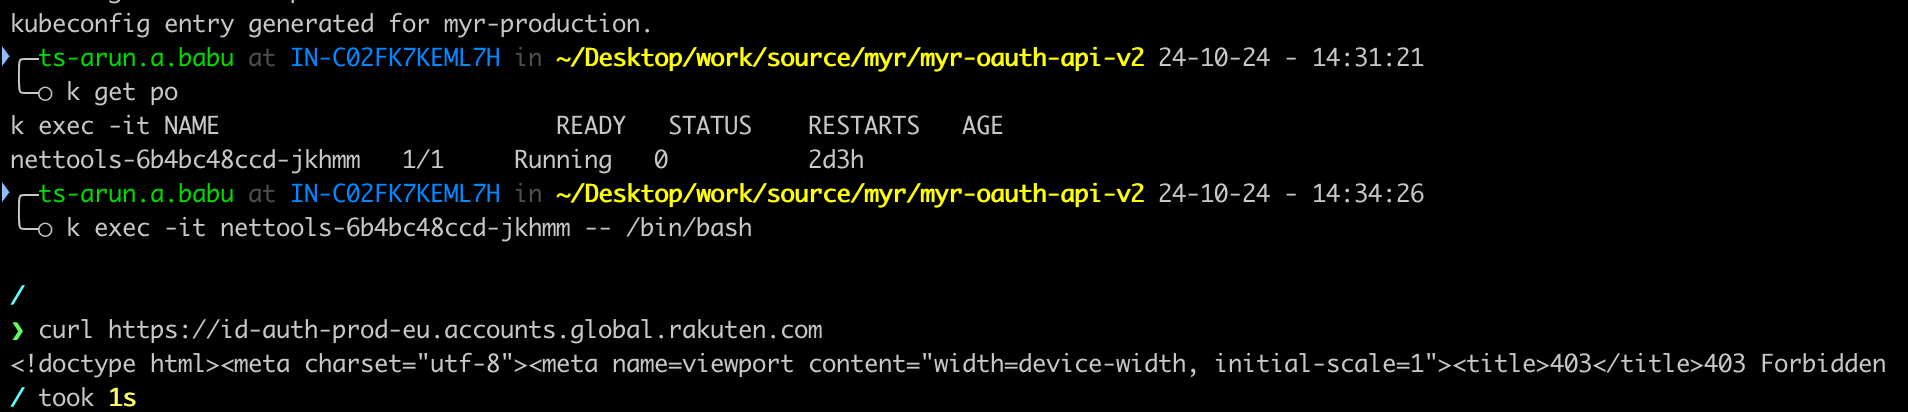 kubeconfig entry generated for myr-production.
ts-arun.a.babu at IN-C02FK7KEML7H in ~/Desktop/work/source/myr/myr-oauth-api-v2 24-10-24 - 14:31:21
k get po
k exec -it NAME                        READY   STATUS    RESTARTS   AGE
nettools-6b4bc48ccd-jkhmm   1/1     Running   0          2d3h
ts-arun.a.babu at IN-C02FK7KEML7H in ~/Desktop/work/source/myr/myr-oauth-api-v2 24-10-24 - 14:34:26
k exec -it nettools-6b4bc48ccd-jkhmm -- /bin/bash
/
❯ curl https://id-auth-prod-eu.accounts.global.rakuten.com
<!doctype html><meta charset="utf-8"><meta name=viewport content="width=device-width, initial-scale=1"><title>403</title>403 Forbidden
/ took 1s